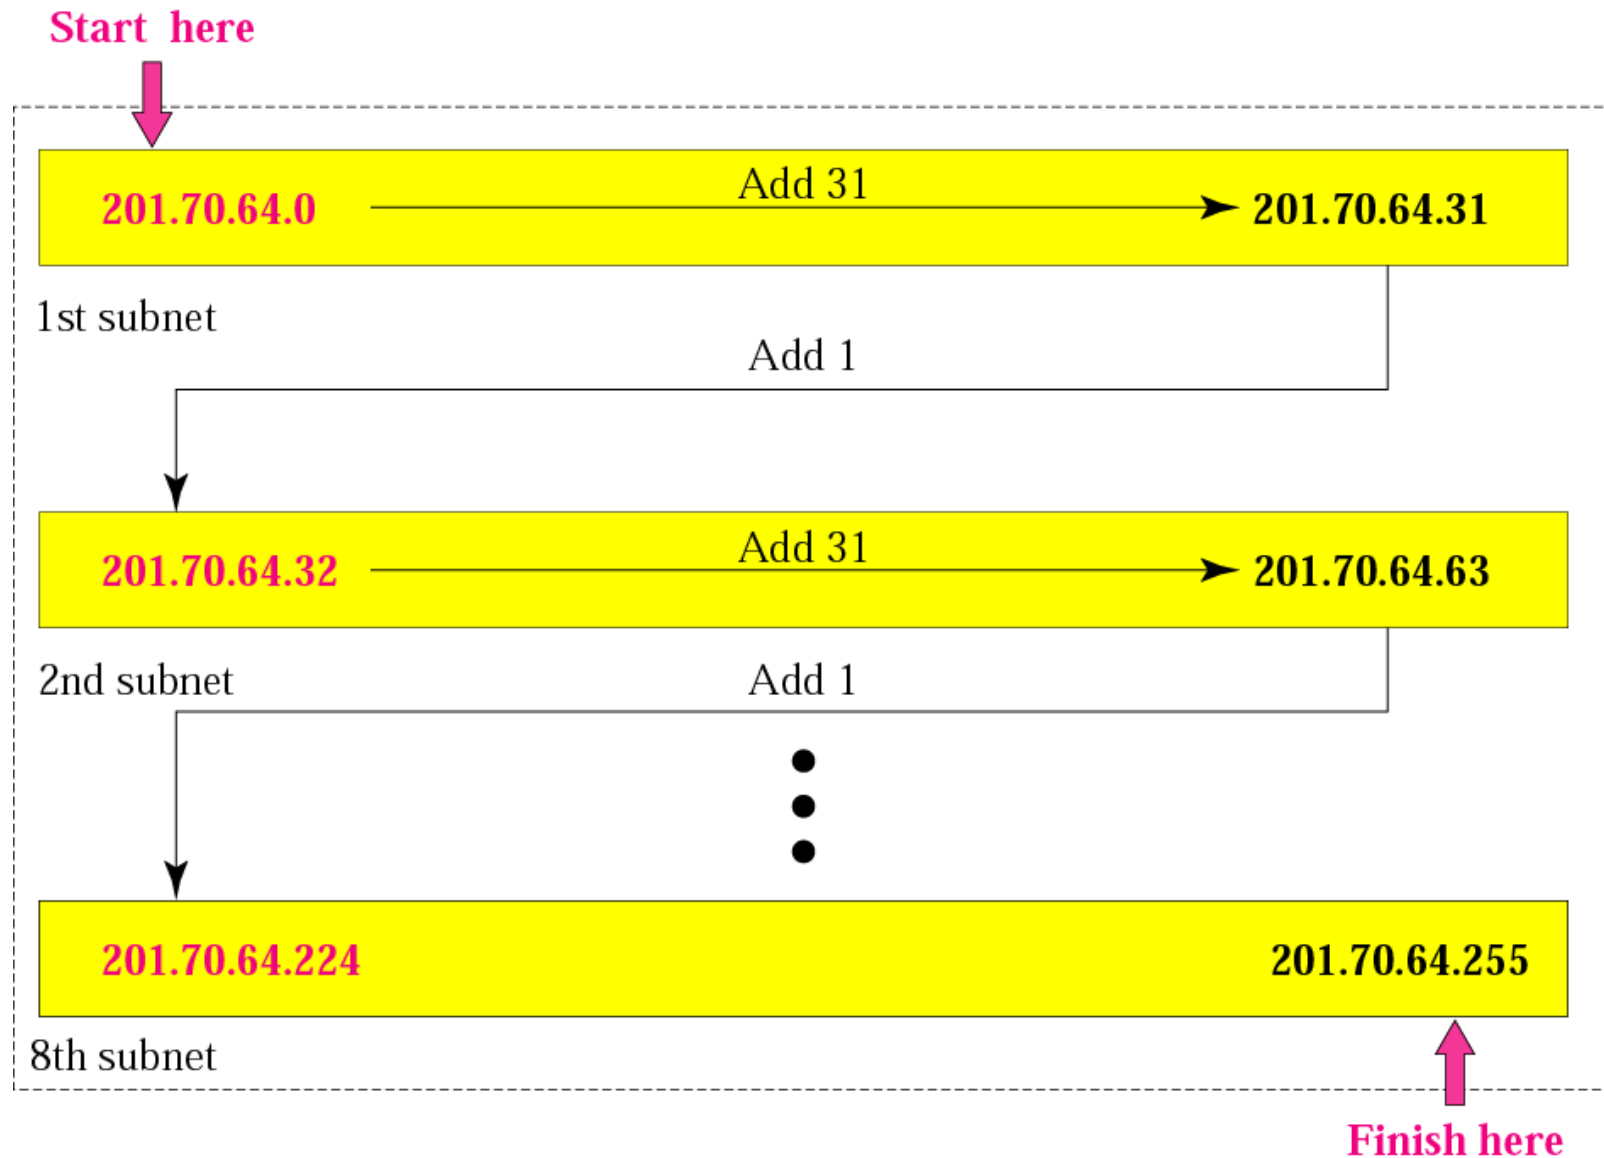 Start here
Add 31
201.70.64.0
201.70.64.31
1st subnet
Add 1
Add 31
201.70.64.32
201.70.64.63
2nd subnet
Add 1
201.70.64.224
201.70.64.255
8th subnet
Finish here